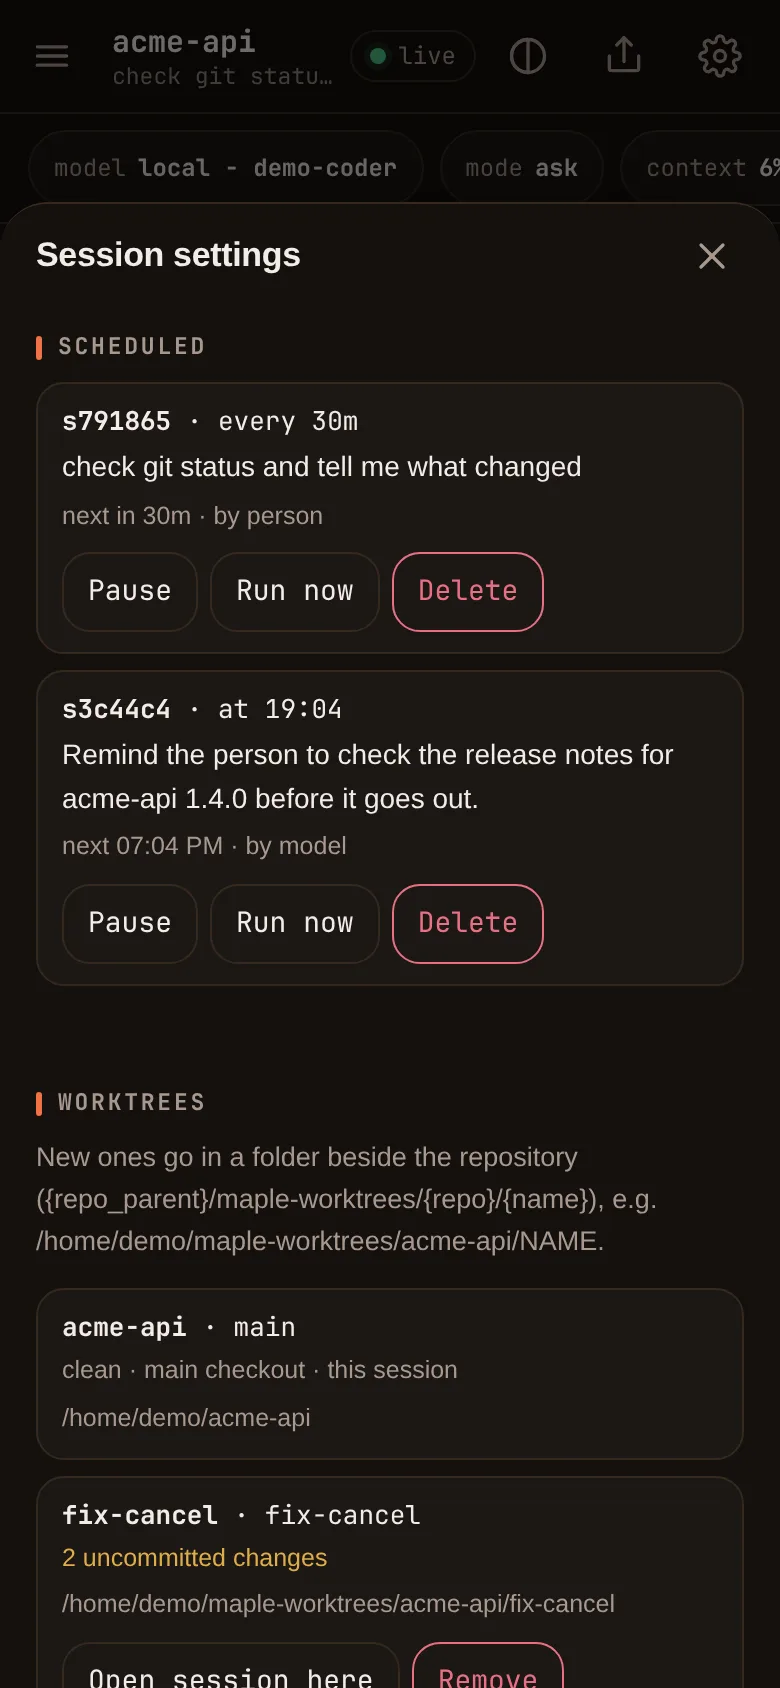 acme-api
check git statu…
live
model local - demo-coder
mode ask
context 6%
Session settings
SCHEDULED
s791865 · every 30m
check git status and tell me what changed
next in 30m · by person
Pause
Run now
Delete
s3c44c4 · at 19:04
Remind the person to check the release notes for
acme-api 1.4.0 before it goes out.
next 07:04 PM · by model
Pause
Run now
Delete
WORKTREES
New ones go in a folder beside the repository
({repo_parent}/maple-worktrees/{repo}/{name}), e.g.
/home/demo/maple-worktrees/acme-api/NAME.
acme-api · main
clean · main checkout · this session
/home/demo/acme-api
fix-cancel · fix-cancel
2 uncommitted changes
/home/demo/maple-worktrees/acme-api/fix-cancel
Open session here
Remove